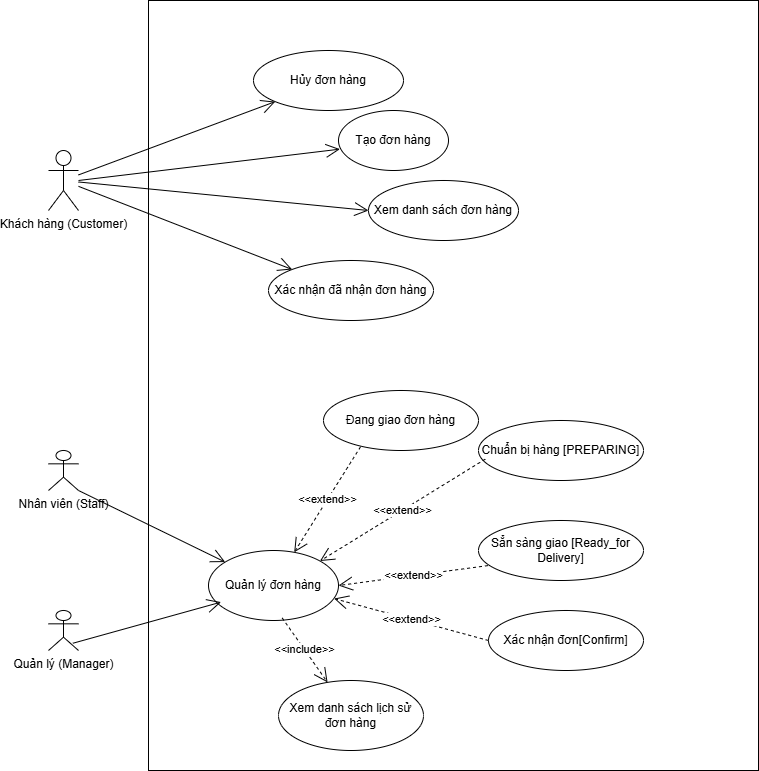 Hủy đơn hàng
Tạo đơn hàng
Xem danh sách đơn hàng
Khách hàng (Customer)
Xác nhận đã nhận đơn hàng
Đang giao đơn hàng
Chuẩn bị hàng [PREPARING]
Nhân viên (Staff)
<<extend>>
<<extend>>
Sẵn sàng giao [Ready_for
Delivery]
<<extend>>
Quản lý đơn hàng
<<extend>>
Xác nhận đơn[Confirm]
Quản lý (Manager)
<<include>>
Xem danh sách lịch sử
đơn hàng